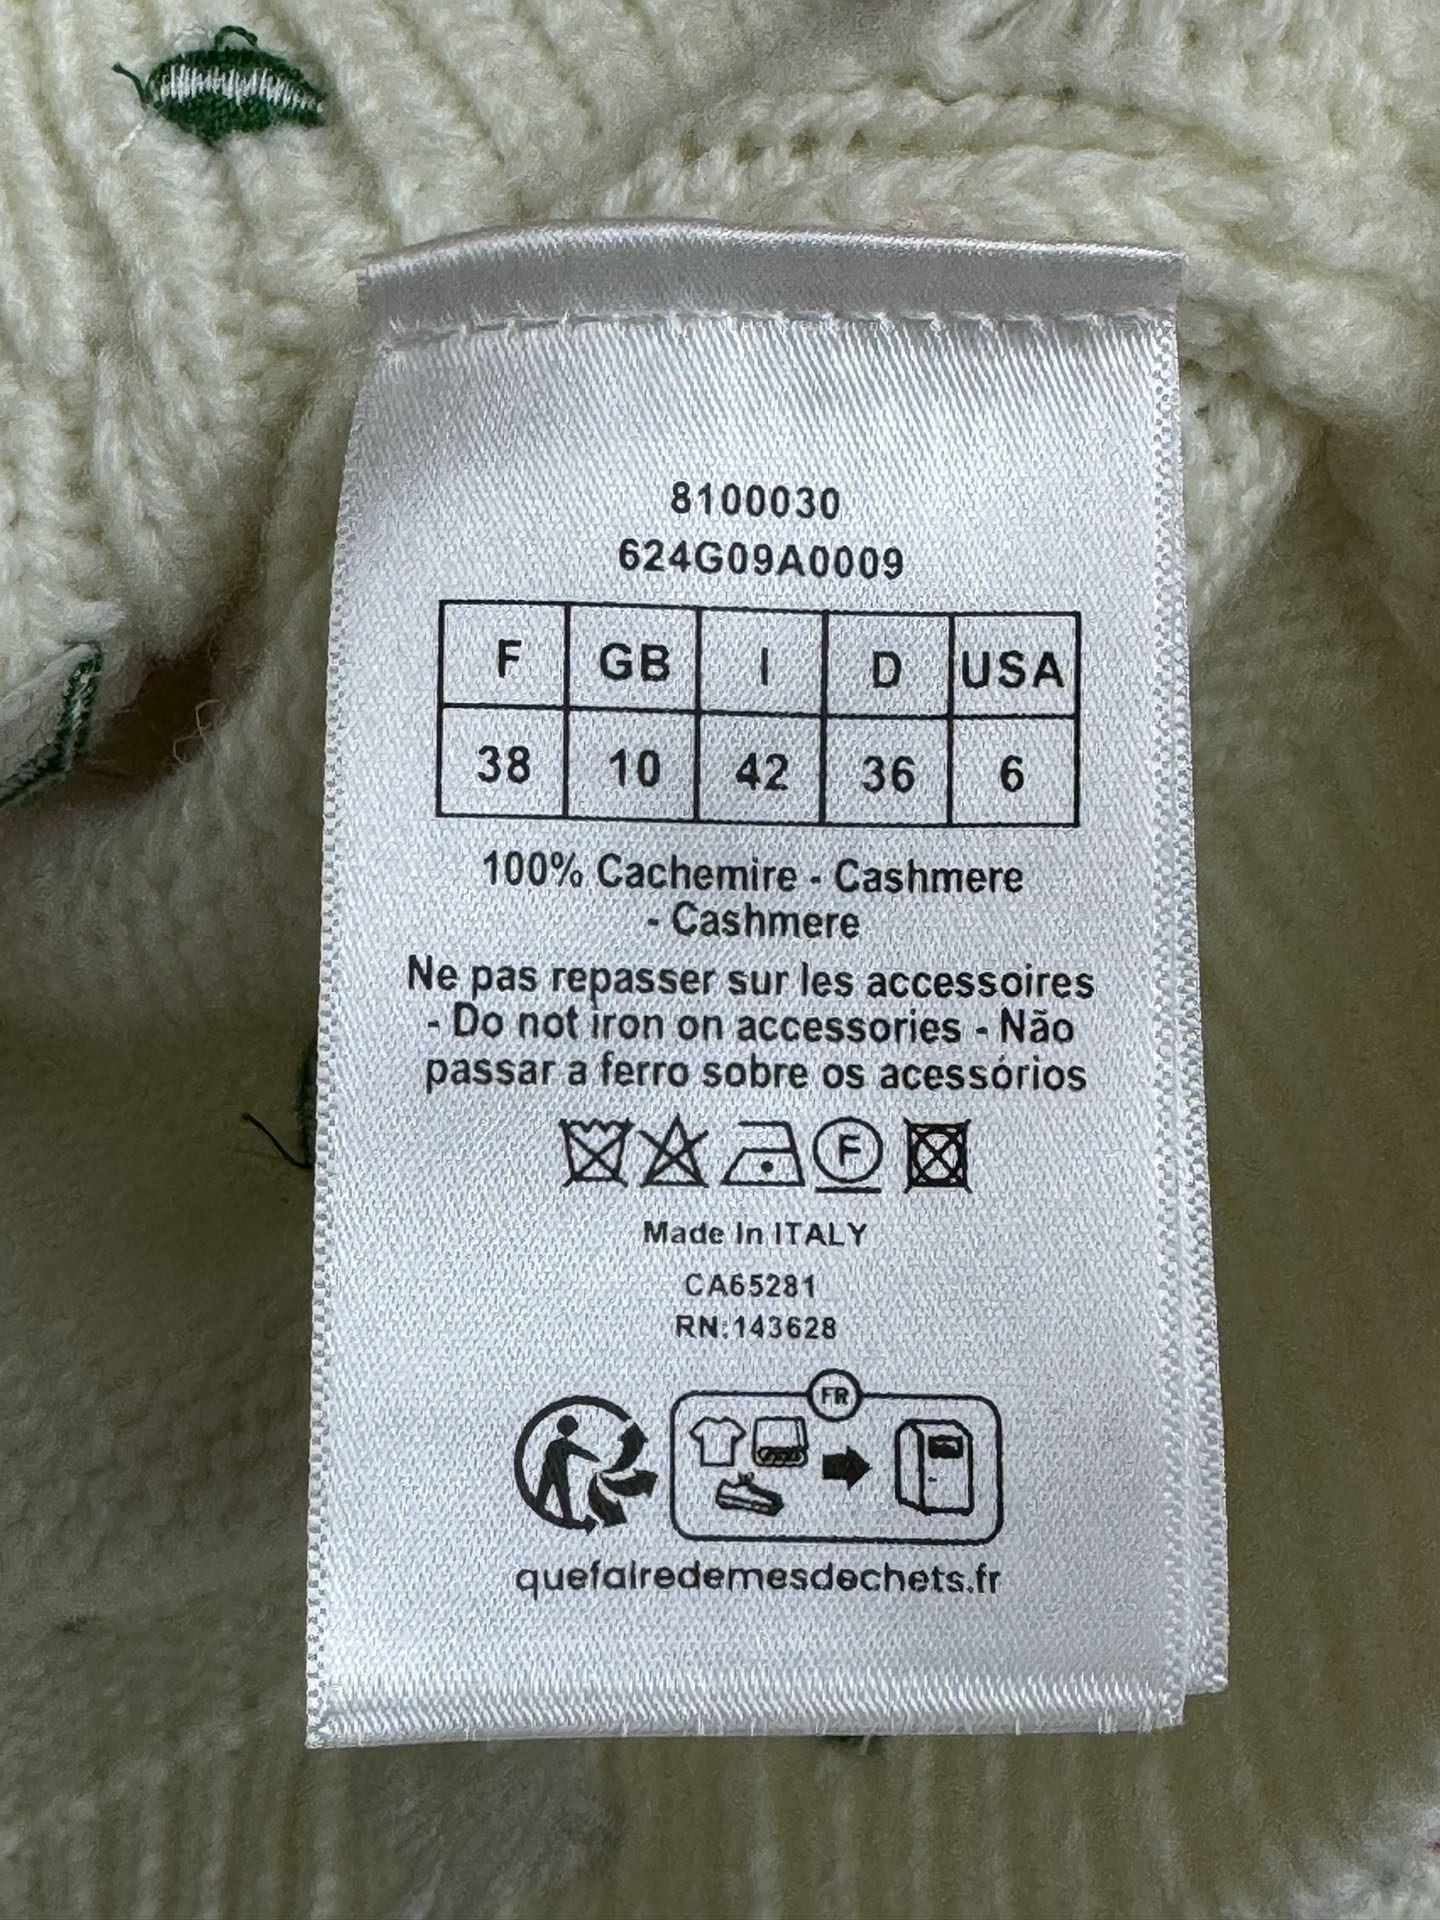 8100030
624G09A0009
F GB I D USA
38 10 42 36 6
100% Cachemire - Cashmere
- Cashmere
Ne pas repasser sur les accessoires
- Do not iron on accessories - Não
passar a ferro sobre os acessórios
F
Made In ITALY
CA65281
RN:143628
FR
quefairedemesdechets.fr